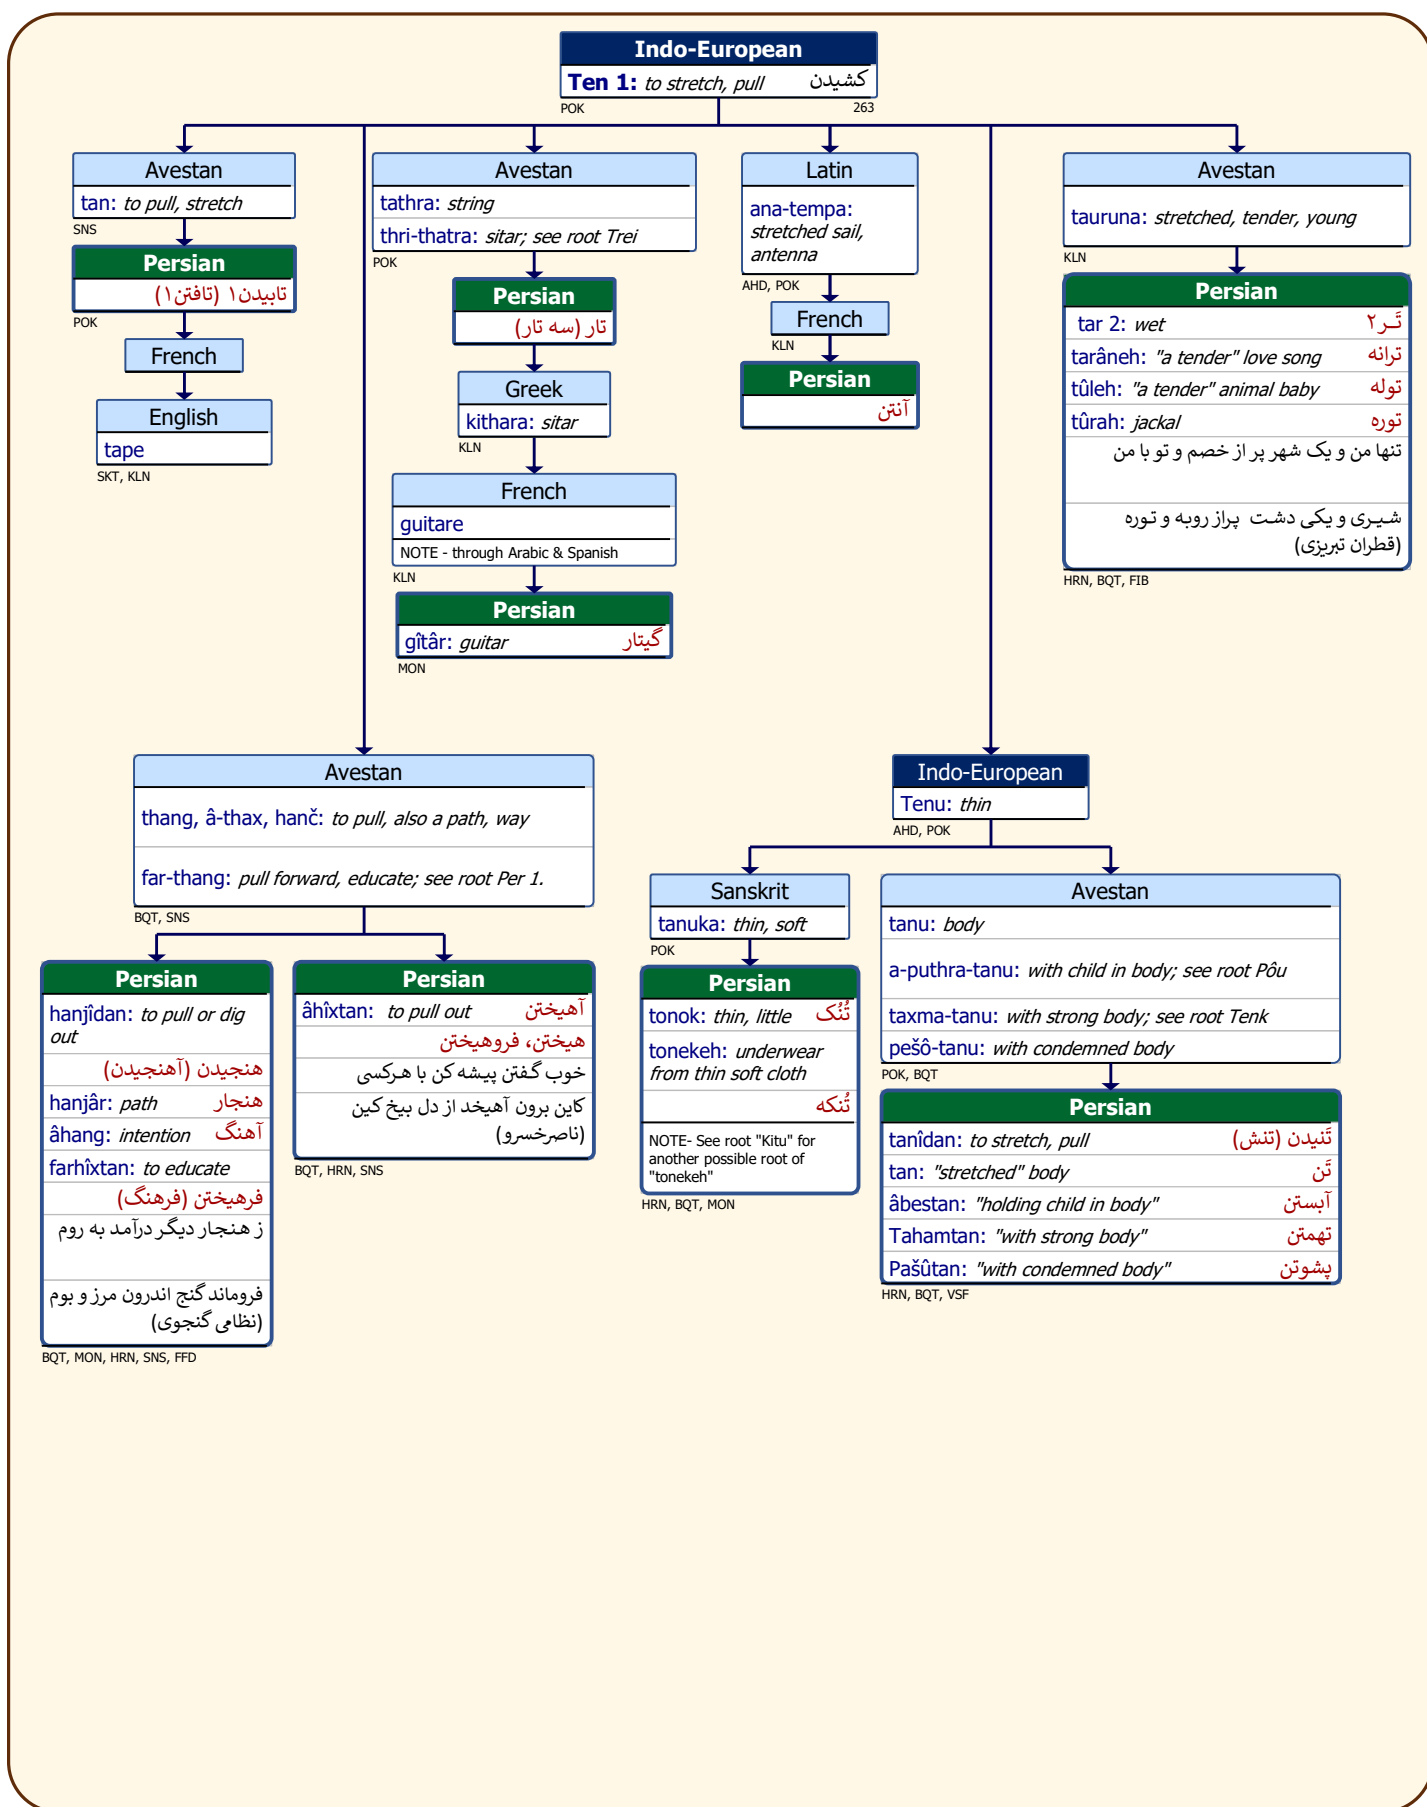 Indo-European
Ten 1: to stretch, pull کشیدن
POK 263
Avestan
tan: to pull, stretch
SNS
Persian
تابیدن۱ (تافتن۱)
POK
French
English
tape
SKT, KLN
Avestan
tathra: string
thri-thatra: sitar; see root Trei
POK
Persian
تار (سه تار)
Greek
kithara: sitar
KLN
French
guitare
NOTE - through Arabic & Spanish
KLN
Persian
gîtâr: guitar گیتار
MON
Latin
ana-tempa:
stretched sail,
antenna
AHD, POK
French
KLN
Persian
آنتن
Avestan
tauruna: stretched, tender, young
KLN
Persian
tar 2: wet تَـر۲
tarâneh: "a tender" love song ترانه
tûleh: "a tender" animal baby توله
tûrah: jackal توره
تنها من و یک شهر پر از خصم و تو با من
شیـری و یکی دشـت پراز روبه و تـوره
(قطران تبریزی)
HRN, BQT, FIB
Avestan
thang, â-thax, hanč: to pull, also a path, way
far-thang: pull forward, educate; see root Per 1.
BQT, SNS
Persian
hanjîdan: to pull or dig
out
هنجیدن (آهنجیدن)
hanjâr: path هنجار
âhang: intention آهنگ
farhîxtan: to educate
فرهیختن (فرهنگ)
ز هنجار دیگر درآمد به روم
فروماند گنج اندرون مرز و بوم
(نظامی گنجوی)
BQT, MON, HRN, SNS, FFD
Persian
âhîxtan: to pull out آهیختن
هیختن، فروهیختن
خوب گـفتن پیشه کن با هـرکسی
کاین برون آهیخد از دل بیخ کین
(ناصرخسرو)
BQT, HRN, SNS
Indo-European
Tenu: thin
AHD, POK
Sanskrit
tanuka: thin, soft
POK
Persian
tonok: thin, little تُنُک
tonekeh: underwear
from thin soft cloth
تُنکه
NOTE- See root "Kitu" for
another possible root of
"tonekeh"
HRN, BQT, MON
Avestan
tanu: body
a-puthra-tanu: with child in body; see root Pôu
taxma-tanu: with strong body; see root Tenk
pešô-tanu: with condemned body
POK, BQT
Persian
tanîdan: to stretch, pull تَنیدن (تنش)
tan: "stretched" body تَن
âbestan: "holding child in body" آبستن
Tahamtan: "with strong body" تهمتن
Pašûtan: "with condemned body" پشوتن
HRN, BQT, VSF